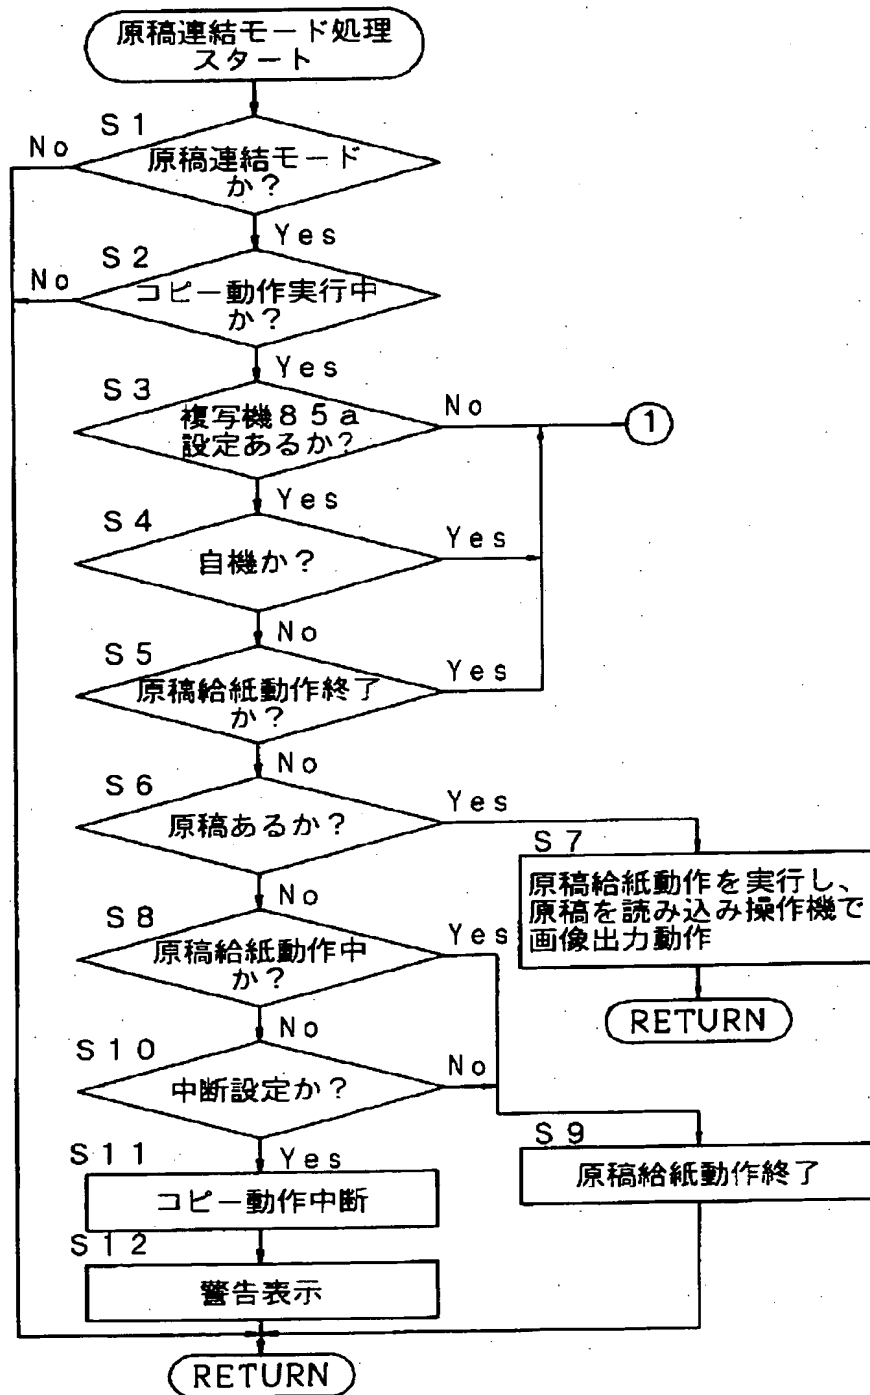 原稿連結モード処理
スタート
S1
No
原稿連結モード
か?
Yes
S2
No
コピー動作実行中
か?
Yes
S3
複写機85a
設定あるか?
No
1
Yes
S4
自機か?
Yes
No
S5
原稿給紙動作終了
か?
Yes
No
S6
原稿あるか?
Yes
S7
原稿給紙動作を実行し、
原稿を読み込み操作機で
画像出力動作
RETURN
No
S8
原稿給紙動作中
か?
Yes
No
S10
中断設定か?
No
S9
原稿給紙動作終了
Yes
S11
コピー動作中断
S12
警告表示
RETURN